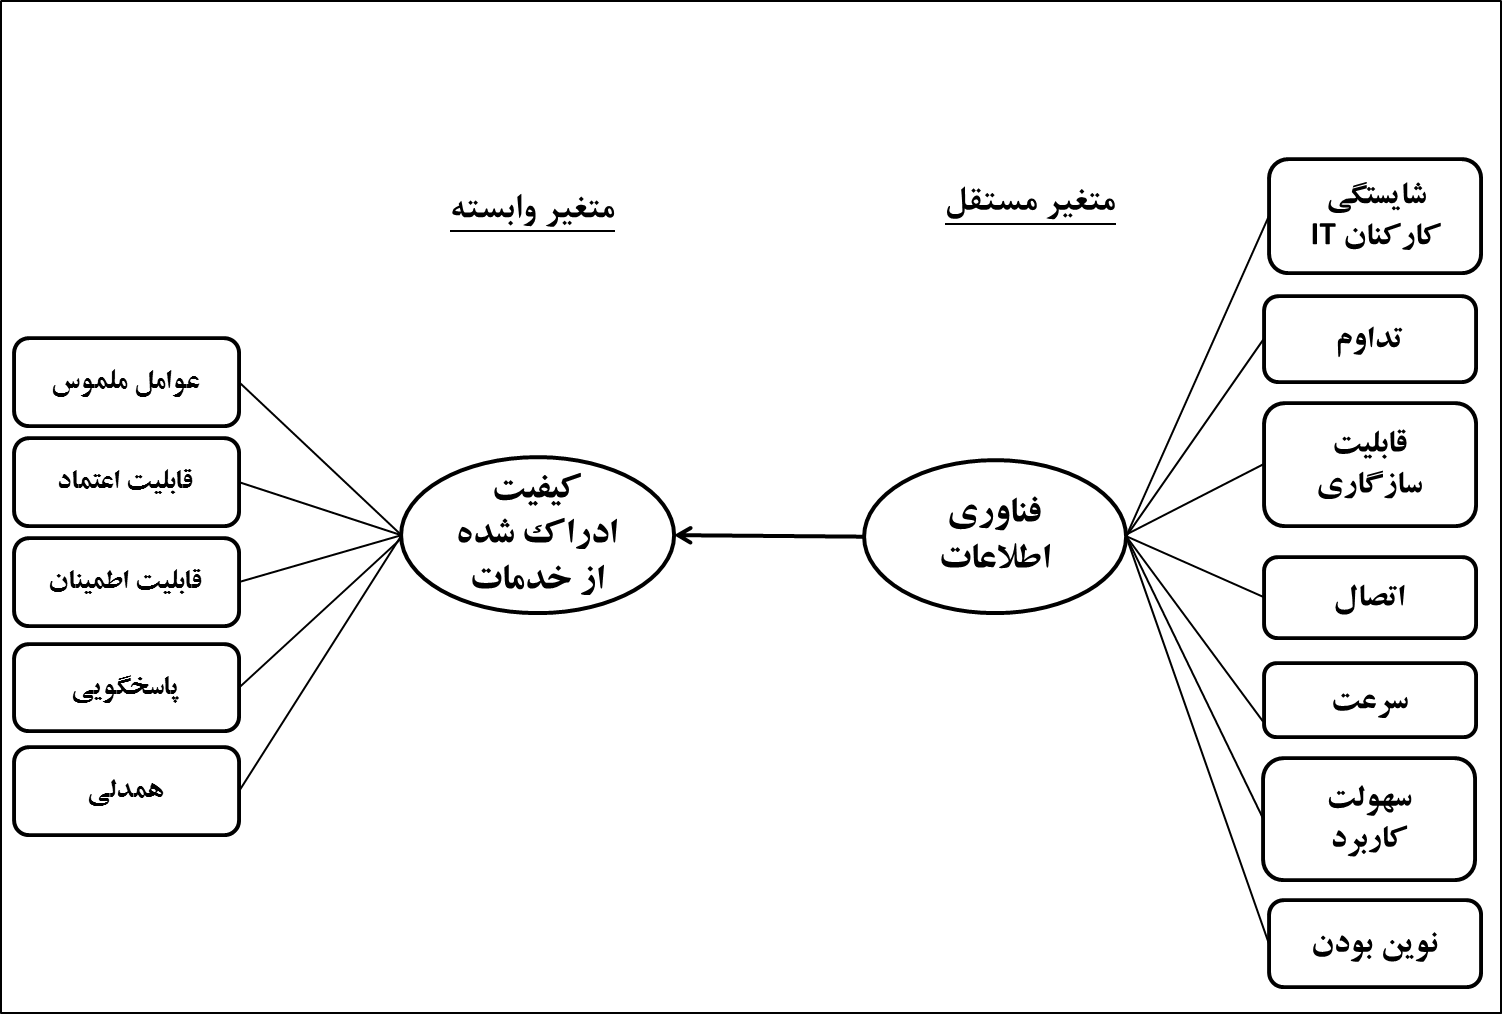 متغیر مستقل
متغیر وابسته
شایستگی
کارکنان IT
تداوم
قابلیت
سازگاری
اتصال
سرعت
سهولت
کاربرد
نوین بودن
فناوری
اطلاعات
کیفیت
ادراک شده
از خدمات
عوامل ملموس
قابلیت اعتماد
قابلیت اطمینان
پاسخگویی
همدلی